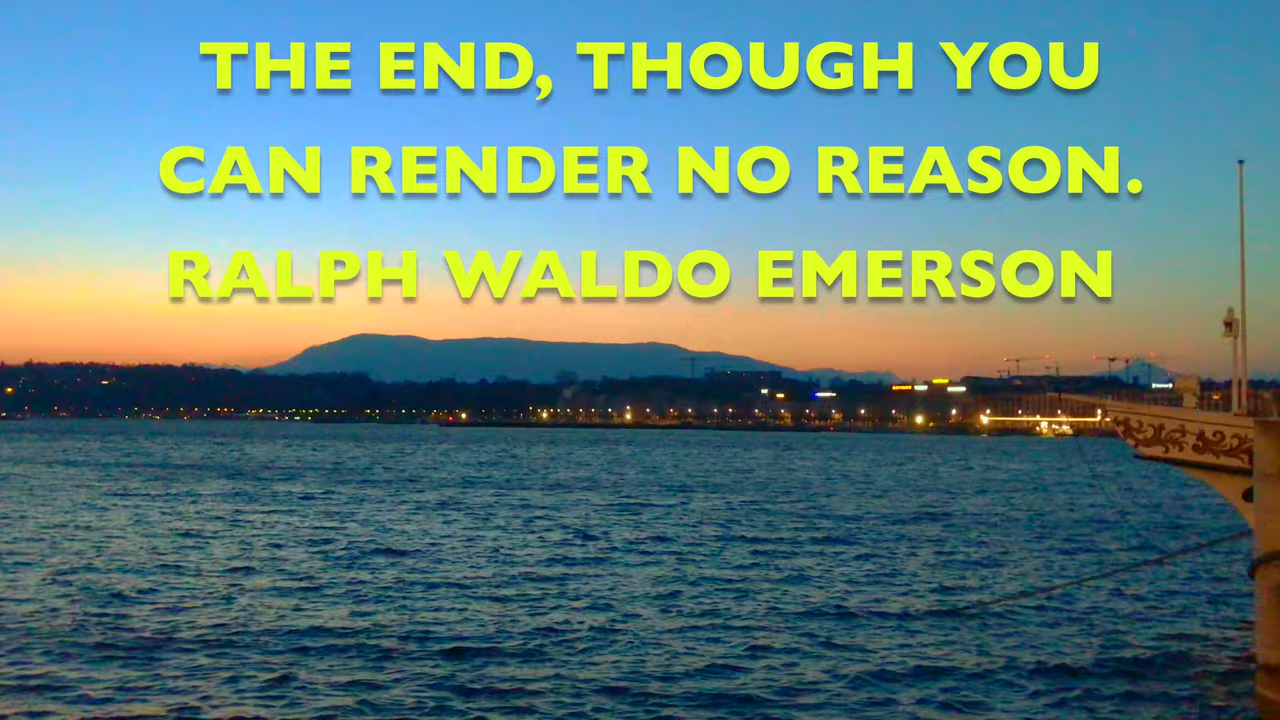 THE END, THOUGH YOU
CAN RENDER NO REASON.
RALPH WALDO EMERSON